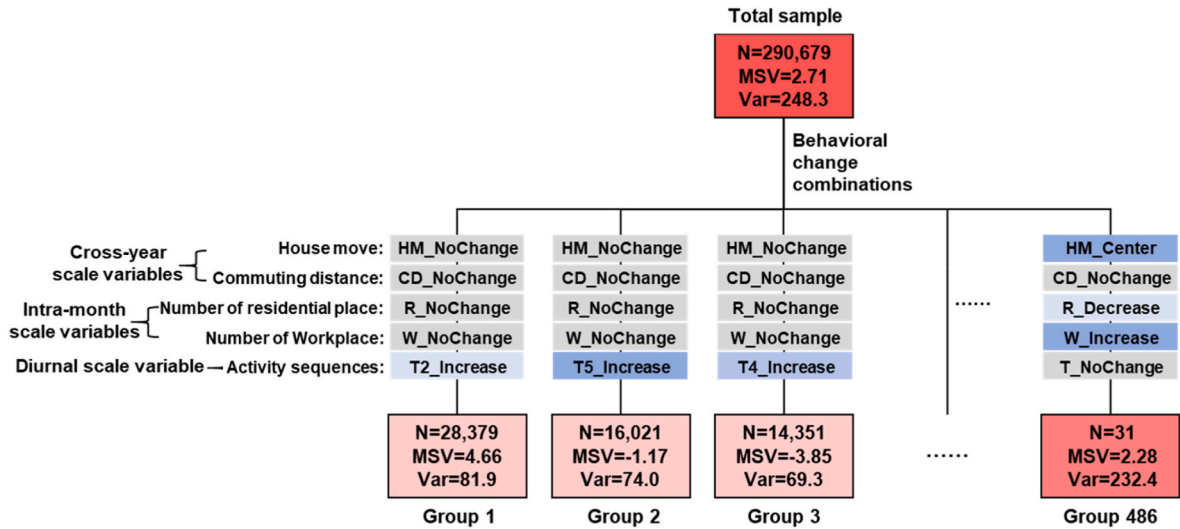 Total sample
N=290,679
MSV=2.71
Var=248.3
Behavioral
change
combinations
Cross-year
scale variables
House move:
HM_NoChange
HM_NoChange
HM_NoChange
HM_Center
Commuting distance:
CD_NoChange
CD_NoChange
CD_NoChange
CD_NoChange
Intra-month
scale variables
Number of residential place:
R_NoChange
R_NoChange
R_NoChange
......
R_Decrease
Number of Workplace:
W_NoChange
W_NoChange
W_NoChange
W_Increase
Diurnal scale variable
Activity sequences:
T2_Increase
T5_Increase
T4_Increase
T_NoChange
N=28,379
MSV=4.66
Var=81.9
N=16,021
MSV=-1.17
Var=74.0
N=14,351
MSV=-3.85
Var=69.3
......
N=31
MSV=2.28
Var=232.4
Group 1
Group 2
Group 3
Group 486